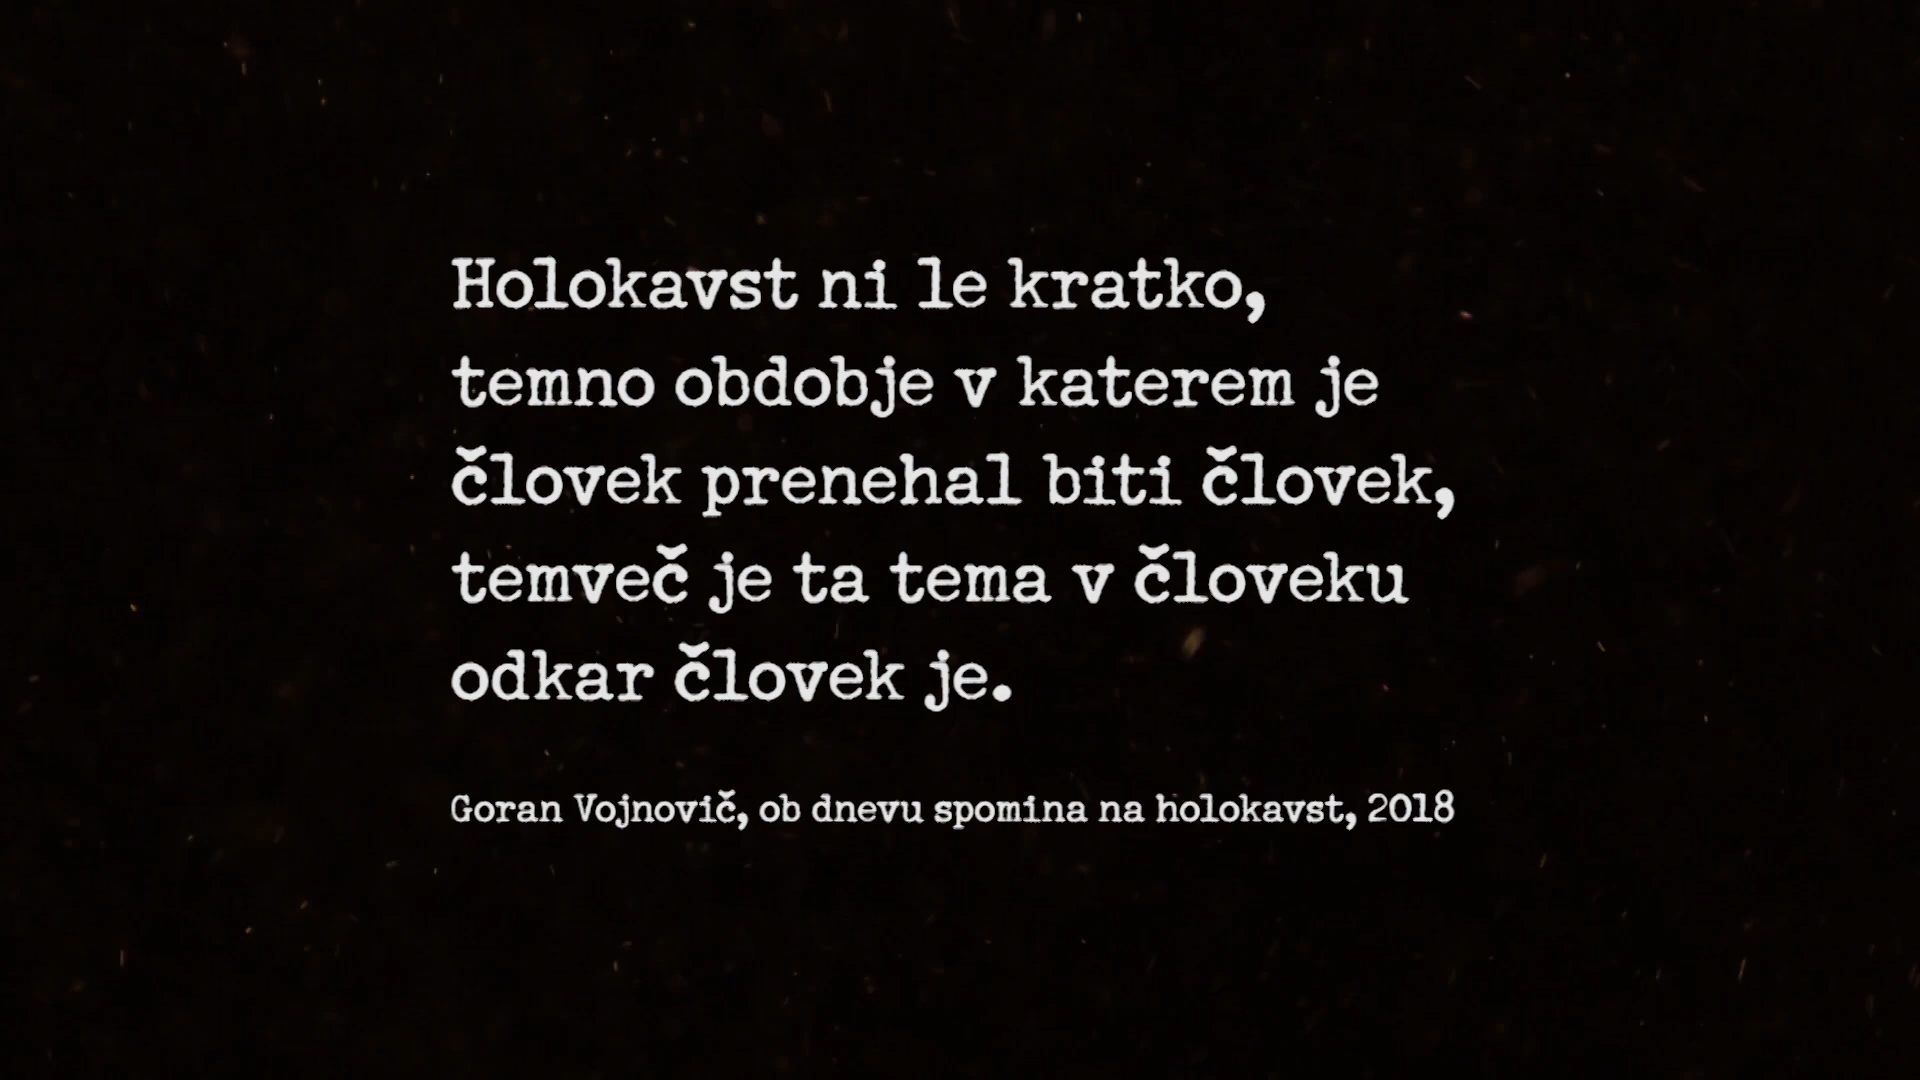 Holokavst ni le kratko,
temno obdobje v katerem je
človek prenehal biti človek,
temveč je ta tema v človeku
odkar človek je.
Goran Vojnovič, ob dnevu spomina na holokavst, 2018